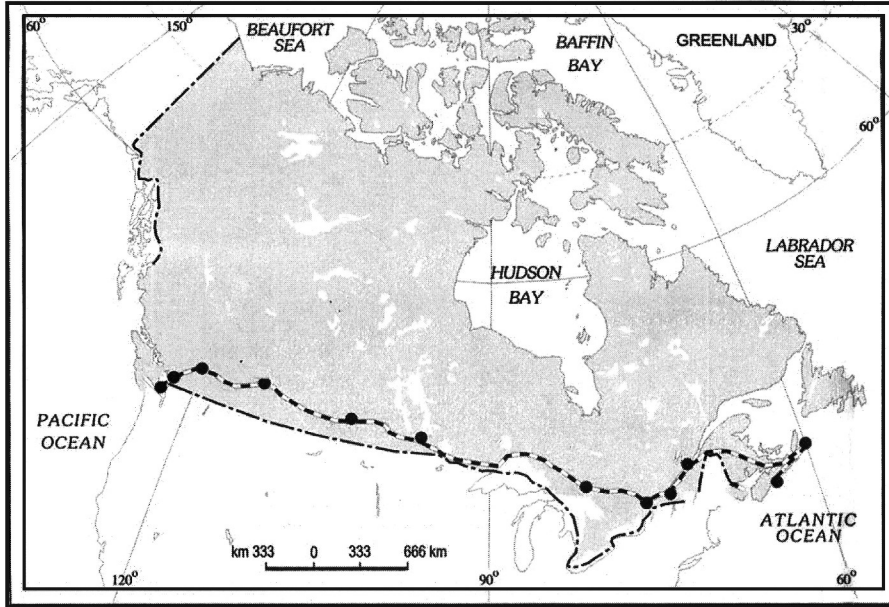 60° 150° BEAUFORT SEA BAFFIN BAY GREENLAND 30°
60°
LABRADOR SEA
HUDSON BAY
PACIFIC OCEAN
ATLANTIC OCEAN
km 333 0 333 666 km
120° 90° 60°